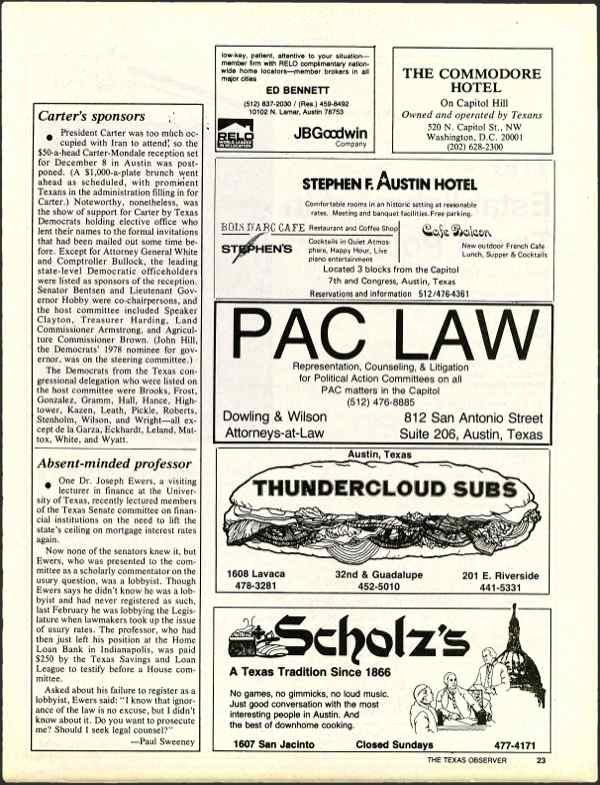 Carter's sponsors
● President Carter was too much oc-
cupied with Iran to attend, so the
$50-a-head Carter-Mondale reception set
for December 8 in Austin was post-
poned. (A $1,000-a-plate brunch went
ahead as scheduled, with prominent
Texans in the administration filling in for
Carter.) Noteworthy, nonetheless, was
the show of support for Carter by Texas
Democrats holding elective office who
lent their names to the formal invitations
that had been mailed out some time be-
fore. Except for Attorney General White
and Comptroller Bullock, the leading
state-level Democratic officeholders
were listed as sponsors of the reception.
Senator Bentsen and Lieutenant Gov-
ernor Hobby were co-chairpersons, and
the host committee included Speaker
Clayton, Treasurer Harding, Land
Commissioner Armstrong, and Agricul-
ture Commissioner Brown. (John Hill,
the Democrats' 1978 nominee for gov-
ernor, was on the steering committee.)
The Democrats from the Texas con-
gressional delegation who were listed on
the host committee were Brooks, Frost,
Gonzalez, Gramm, Hall, Hance, High-
tower, Kazen, Leath, Pickle, Roberts,
Stenholm, Wilson, and Wright—all ex-
cept de la Garza, Eckhardt, Leland, Mat-
tox, White, and Wyatt.
Absent-minded professor
● One Dr. Joseph Ewers, a visiting
lecturer in finance at the Univer-
sity of Texas, recently lectured members
of the Texas Senate committee on finan-
cial institutions on the need to lift the
state's ceiling on mortgage interest rates
again.
Now none of the senators knew it, but
Ewers, who was presented to the com-
mittee as a scholarly commentator on the
usury question, was a lobbyist. Though
Ewers says he didn't know he was a lob-
byist and had never registered as such,
last February he was lobbying the Legis-
lature when lawmakers took up the issue
of usury rates. The professor, who had
then just left his position at the Home
Loan Bank in Indianapolis, was paid
$250 by the Texas Savings and Loan
League to testify before a House com-
mittee.
Asked about his failure to register as a
lobbyist, Ewers said: "I know that ignor-
ance of the law is no excuse, but I didn't
know about it. Do you want to prosecute
me? Should I seek legal counsel?"
—Paul Sweeney
low-key, patient, attentive to your situation—
member firm with RELO complimentary nation-
wide home locators—member brokers in all
major cities
ED BENNETT
(512) 837-2030 / (Res.) 459-8492
10102 N. Lamar, Austin 78753
RELO
JBGoodwin
Company
THE COMMODORE
HOTEL
On Capitol Hill
Owned and operated by Texans
520 N. Capitol St., NW
Washington, D.C. 20001
(202) 628-2300
STEPHEN F. AUSTIN HOTEL
Comfortable rooms in an historic setting at reasonable
rates. Meeting and banquet facilities. Free parking.
BOIS D'ARC CAFE Restaurant and Coffee Shop
STEPHEN'S
Cocktails in Quiet Atmos-
phere, Happy Hour, Live
piano entertainment
Cafe Balcon
New outdoor French Cafe
Lunch, Supper & Cocktails
Located 3 blocks from the Capitol
7th and Congress, Austin, Texas
Reservations and information 512/476-4361
PAC LAW
Representation, Counseling, & Litigation
for Political Action Committees on all
PAC matters in the Capitol
(512) 476-8885
Dowling & Wilson
Attorneys-at-Law
812 San Antonio Street
Suite 206, Austin, Texas
Austin, Texas
THUNDERCLOUD SUBS
1608 Lavaca
478-3281
32nd & Guadalupe
452-5010
201 E. Riverside
441-5331
Scholz's
A Texas Tradition Since 1866
No games, no gimmicks, no loud music.
Just good conversation with the most
interesting people in Austin. And
the best of downhome cooking.
1607 San Jacinto Closed Sundays 477-4171
THE TEXAS OBSERVER 23